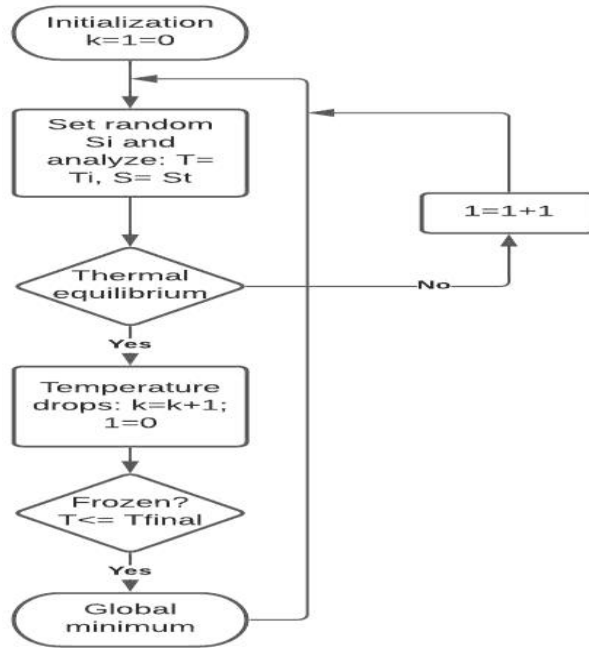 Initialization
k=1=0
Set random
Si and
analyze: T=
Ti, S= St
1=1+1
Thermal
equilibrium
No
Yes
Temperature
drops: k=k+1;
1=0
Frozen?
T<= Tfinal
Yes
Global
minimum